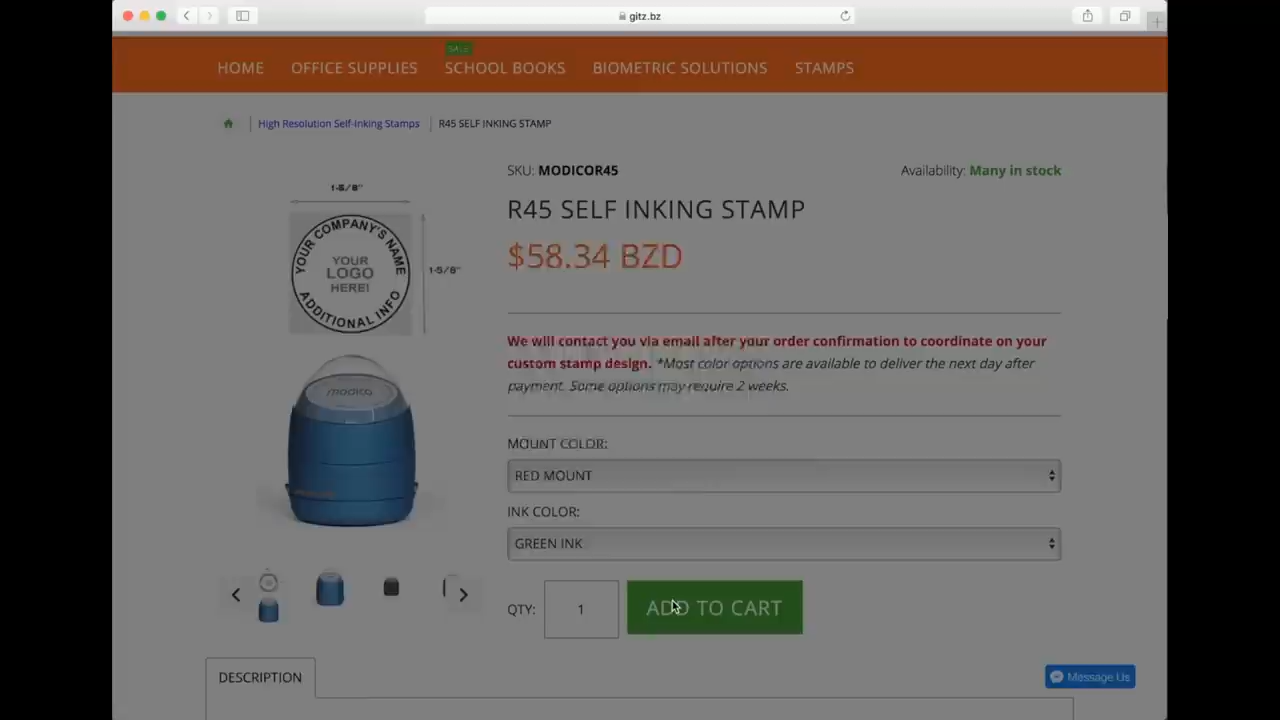 gitz.bz
SALE
HOME OFFICE SUPPLIES SCHOOL BOOKS BIOMETRIC SOLUTIONS STAMPS
High Resolution Self-Inking Stamps R45 SELF INKING STAMP
SKU: MODICOR45 Availability: Many in stock
R45 SELF INKING STAMP
$58.34 BZD
1-5/8"
YOUR COMPANY'S NAME
YOUR
LOGO
HERE!
ADDITIONAL INFO
1-5/8"
modico
We will contact you via email after your order confirmation to coordinate on your
custom stamp design. *Most color options are available to deliver the next day after
payment. Some options may require 2 weeks.
MOUNT COLOR:
RED MOUNT
INK COLOR:
GREEN INK
QTY: 1 ADD TO CART
DESCRIPTION
Message Us